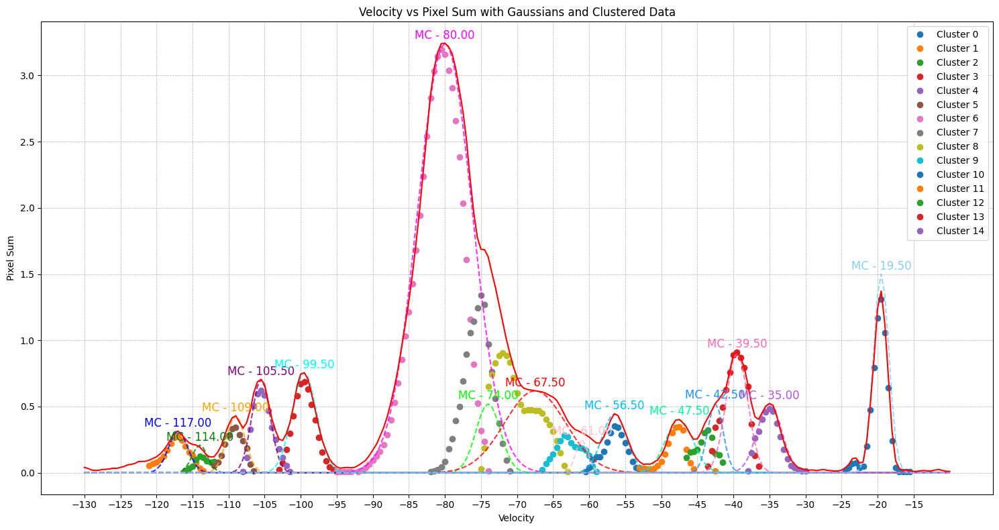 Velocity vs Pixel Sum with Gaussians and Clustered Data
MC - 80.00
Cluster 0
Cluster 1
Cluster 2
Cluster 3
Cluster 4
Cluster 5
Cluster 6
Cluster 7
Cluster 8
Cluster 9
Cluster 10
Cluster 11
Cluster 12
Cluster 13
Cluster 14
3.0
2.5
2.0
1.5
1.0
0.5
0.0
Pixel Sum
MC - 19.50
MC - 39.50
MC - 105.50
MC - 99.50
MC - 67.50
MC - 74.00
MC - 42.50
MC - 35.00
MC - 109.00
MC - 56.50
MC - 47.50
MC - 117.00
MC - 114.00
MC - 61.00
−130 −125 −120 −115 −110 −105 −100 −95 −90 −85 −80 −75 −70 −65 −60 −55 −50 −45 −40 −35 −30 −25 −20 −15
Velocity